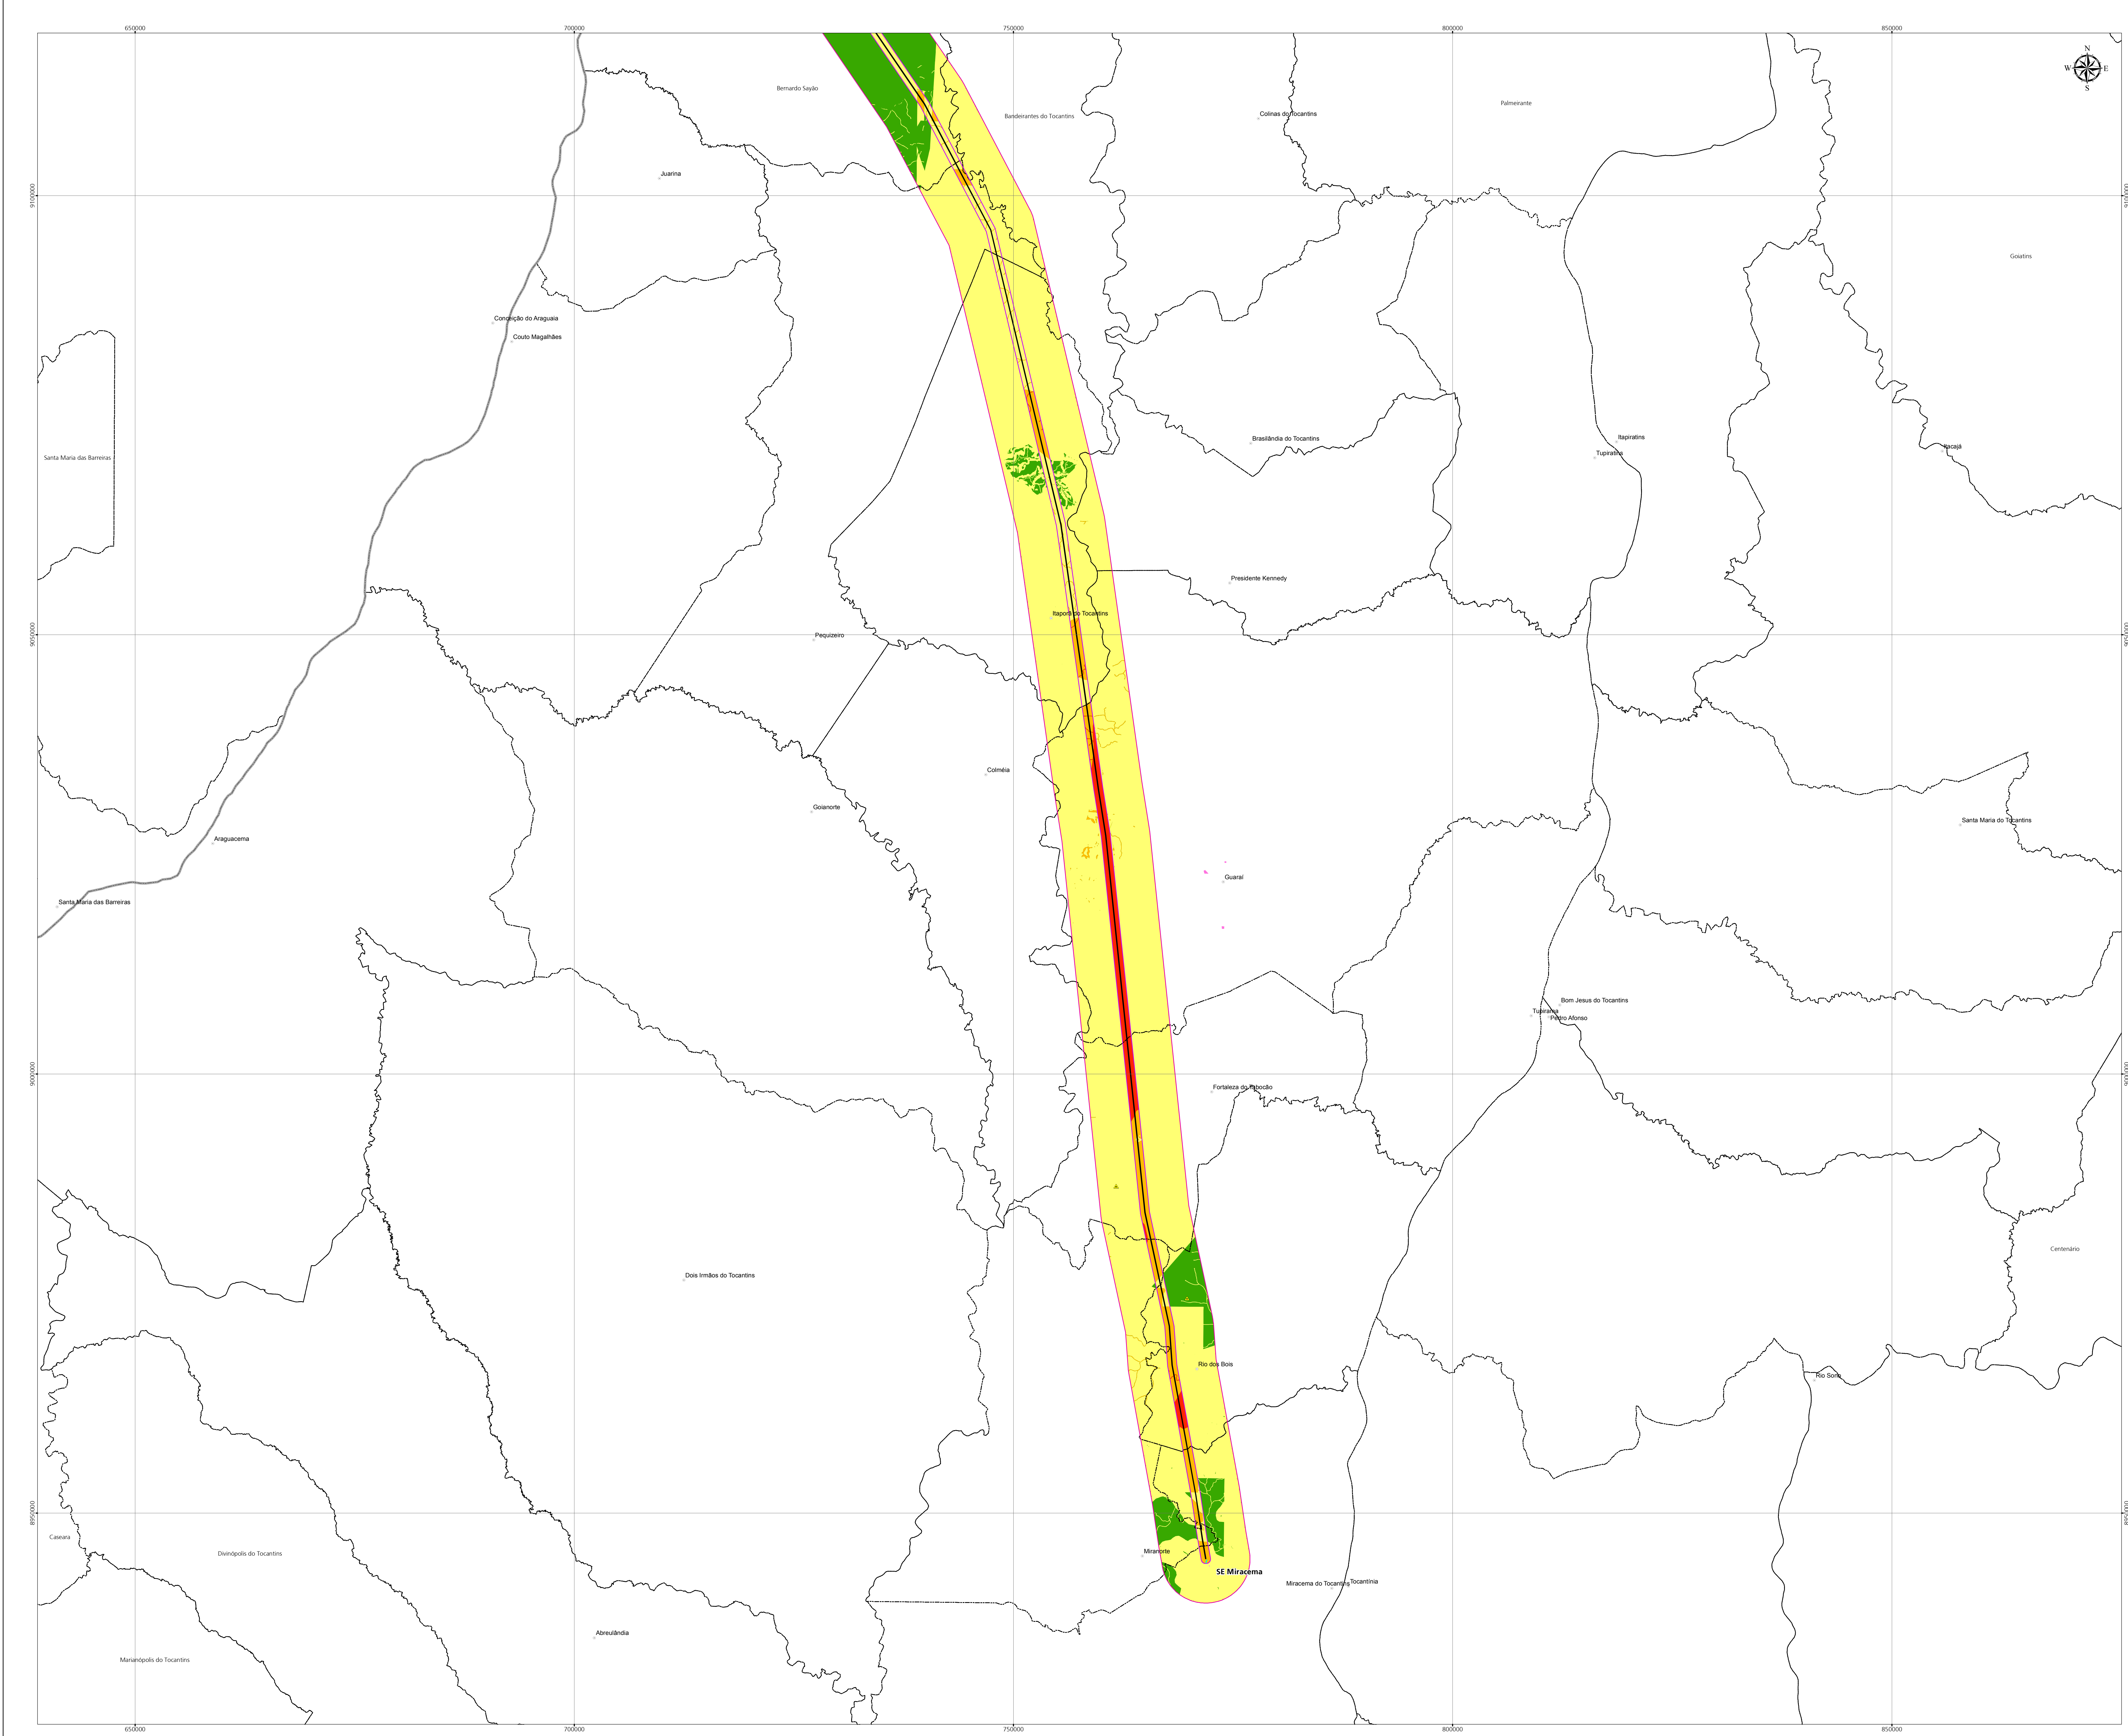 650000
700000
750000
800000
850000
N
W
E
S
Bernardo Sayão
Palmeirante
Bandeirantes do Tocantins
Colinas do Tocantins
Juarina
9100000
9100000
Goiatins
Conceição do Araguaia
Couto Magalhães
Brasilândia do Tocantins
Itapiratins
Itacajá
Tupiratins
Santa Maria das Barreiras
Presidente Kennedy
Itaporã do Tocantins
Pequizeiro
9050000
9050000
Colméia
Goianorte
Santa Maria do Tocantins
Araguacema
Guaraí
Santa Maria das Barreiras
Bom Jesus do Tocantins
Tupirama
Pedro Afonso
9000000
9000000
Fortaleza do Tabocão
Centenário
Dois Irmãos do Tocantins
Rio dos Bois
Rio Sono
8950000
8950000
Caseara
Divinópolis do Tocantins
Miranorte
SE Miracema
Miracema do Tocantins
Tocantínia
Abreulândia
Marianópolis do Tocantins
650000
700000
750000
800000
850000